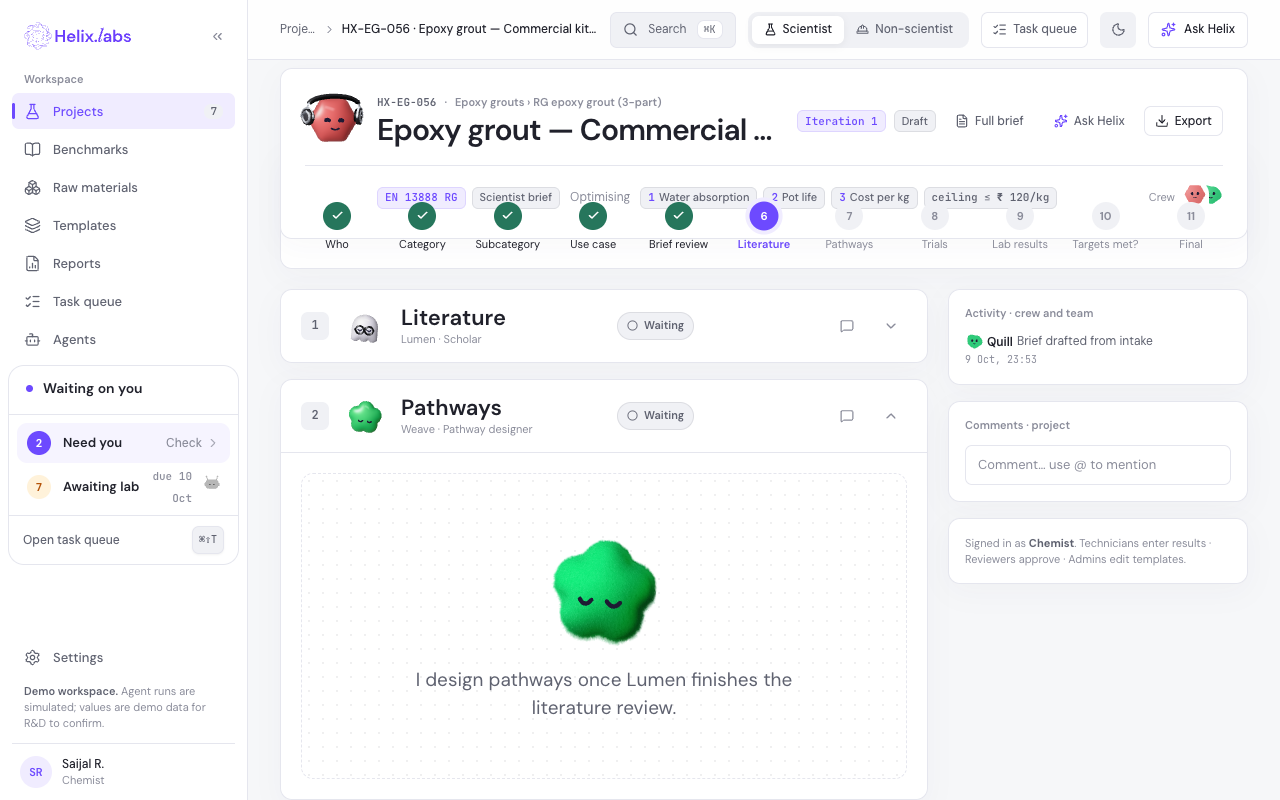 Helix.labs
Workspace
Projects 7
Benchmarks
Raw materials
Templates
Reports
Task queue
Agents
Waiting on you
2 Need you Check
7 Awaiting lab due 10 Oct
Open task queue ⌘⇧T
Settings
Demo workspace. Agent runs are
simulated; values are demo data for
R&D to confirm.
SR Saijal R.
Chemist
Proje… HX-EG-056 · Epoxy grout — Commercial kit…
Search ⌘K
Scientist Non-scientist
Task queue
Ask Helix
HX-EG-056 · Epoxy grouts › RG epoxy grout (3-part)
Epoxy grout — Commercial …
Iteration 1 Draft Full brief Ask Helix Export
EN 13888 RG Scientist brief Optimising 1 Water absorption 2 Pot life 3 Cost per kg ceiling ≤ ₹ 120/kg Crew
6 7 8 9 10 11
Who Category Subcategory Use case Brief review Literature Pathways Trials Lab results Targets met? Final
1 Literature Waiting
Lumen · Scholar
2 Pathways Waiting
Weave · Pathway designer
I design pathways once Lumen finishes the
literature review.
Activity · crew and team
Quill Brief drafted from intake
9 Oct, 23:53
Comments · project
Comment… use @ to mention
Signed in as Chemist. Technicians enter results ·
Reviewers approve · Admins edit templates.